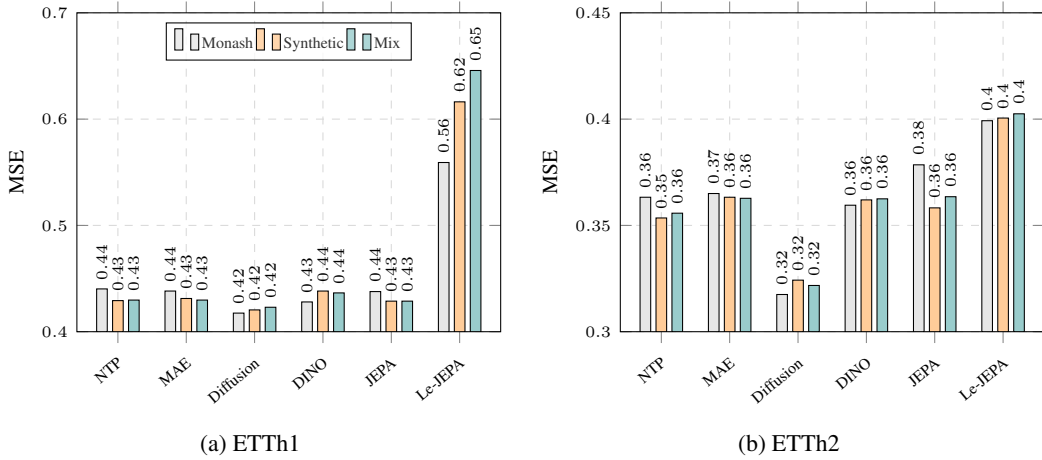 0.7
0.6
0.5
0.4
MSE
Monash Synthetic Mix
0.44 0.43 0.43
0.44 0.43 0.43
0.42 0.42 0.42
0.43 0.44 0.44
0.44 0.43 0.43
0.56 0.62 0.65
NTP MAE Diffusion DINO JEPA Le-JEPA
(a) ETTh1
0.45
0.4
0.35
0.3
MSE
0.36 0.35 0.36
0.37 0.36 0.36
0.32 0.32 0.32
0.36 0.36 0.36
0.38 0.36 0.36
0.4 0.4 0.4
NTP MAE Diffusion DINO JEPA Le-JEPA
(b) ETTh2